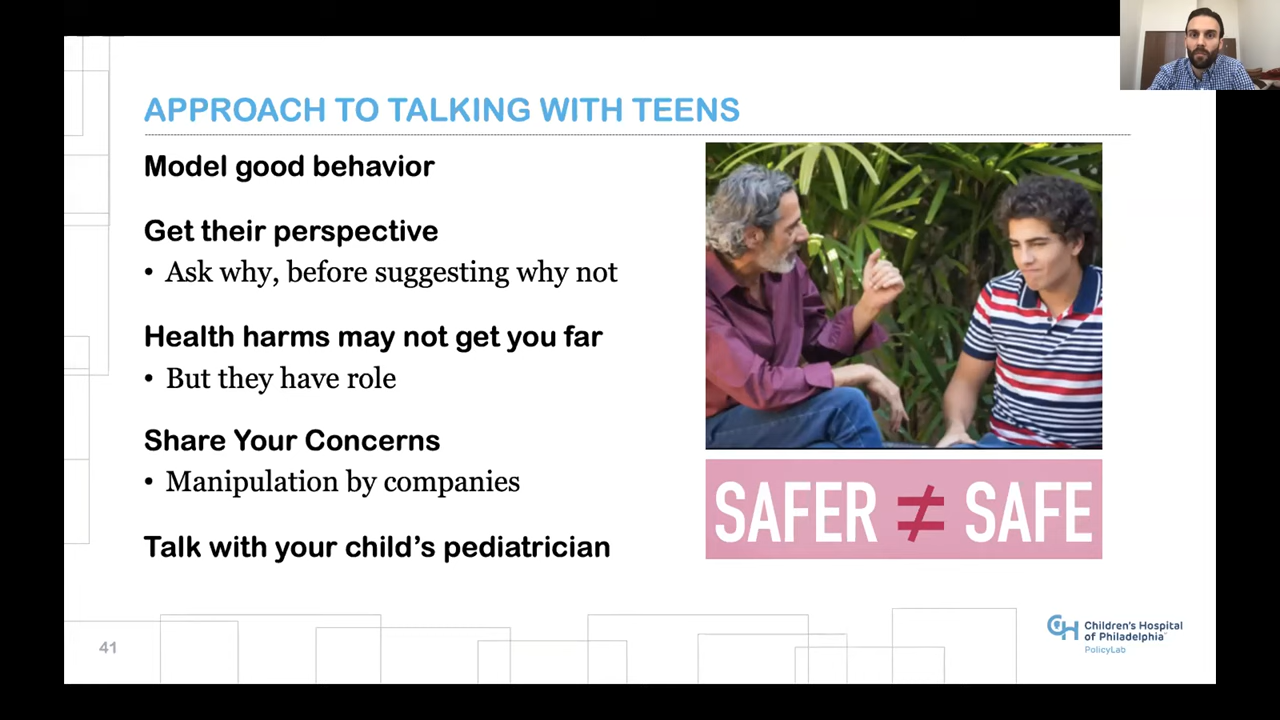 APPROACH TO TALKING WITH TEENS
Model good behavior
Get their perspective
• Ask why, before suggesting why not
Health harms may not get you far
• But they have role
Share Your Concerns
• Manipulation by companies
Talk with your child's pediatrician
SAFER ≠ SAFE
41
CH Children's Hospital
of Philadelphia
PolicyLab